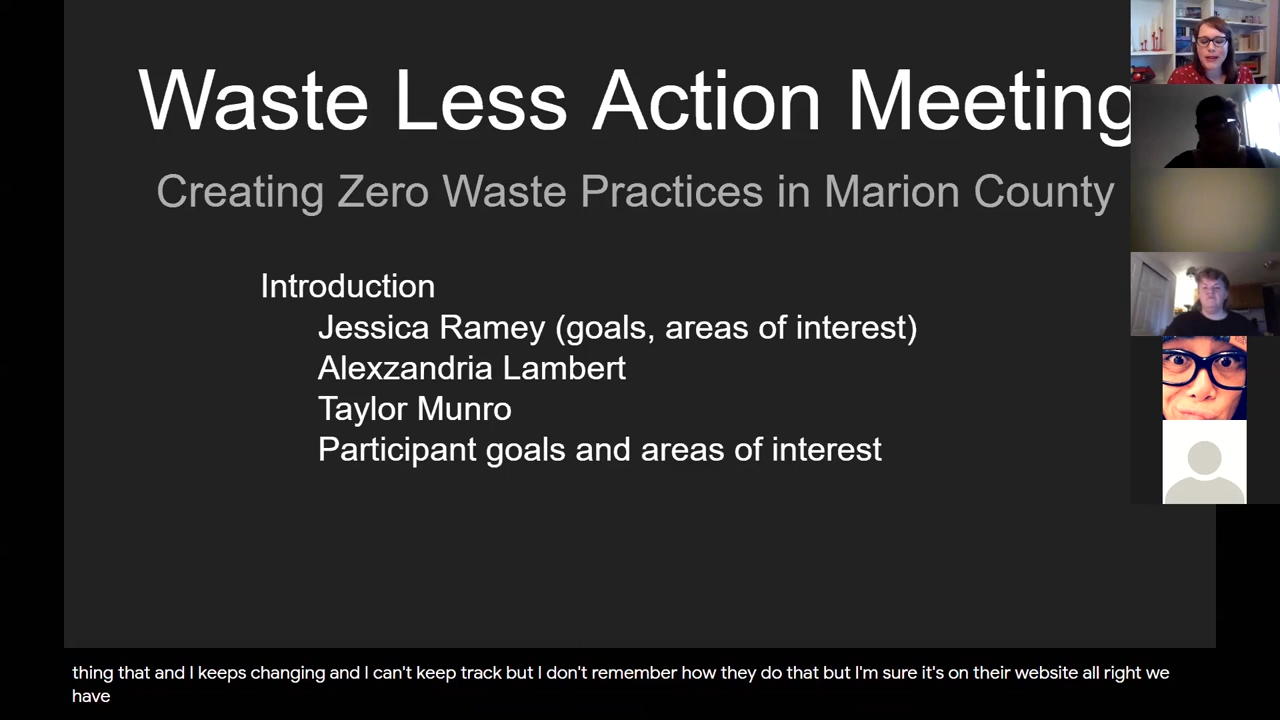 Waste Less Action Meeting
Creating Zero Waste Practices in Marion County
Introduction
Jessica Ramey (goals, areas of interest)
Alexzandria Lambert
Taylor Munro
Participant goals and areas of interest
thing that and I keeps changing and I can't keep track but I don't remember how they do that but I'm sure it's on their website all right we
have